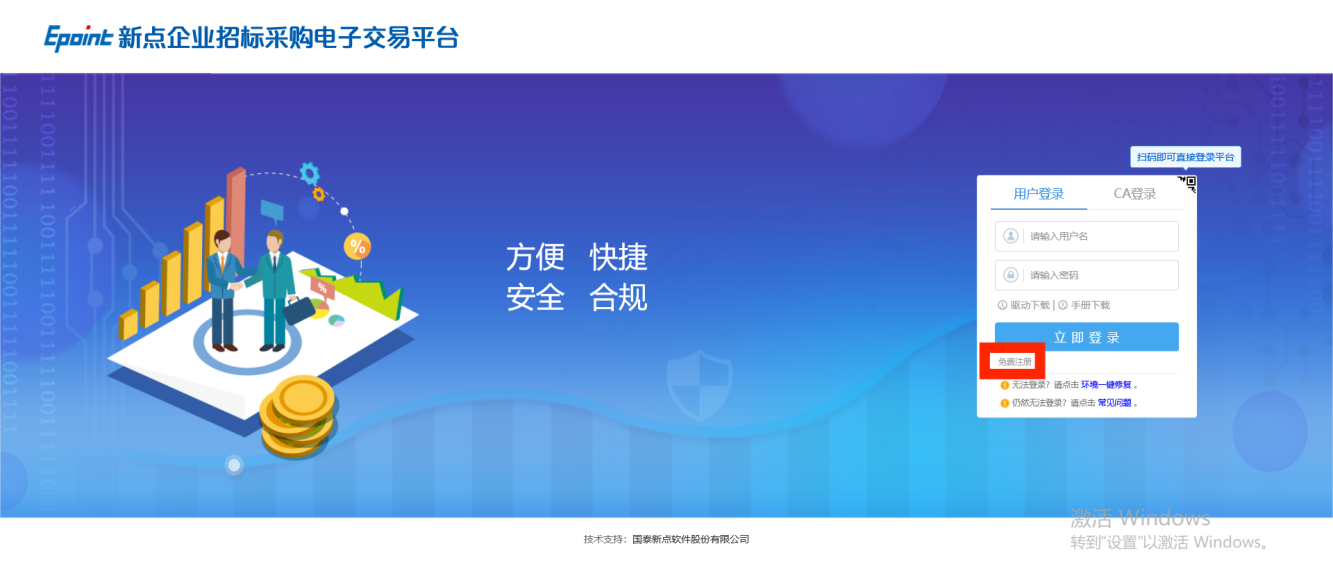 Epoint 新点企业招标采购电子交易平台
扫码即可直接登录平台
用户登录 CA登录
请输入用户名
请输入密码
驱动下载 | 手册下载
立即登录
免费注册
无法登录？请点击 环境一键修复 。
仍然无法登录？请点击 常见问题 。
方便 快捷
安全 合规
%
%
激活 Windows
转到"设置"以激活 Windows。
技术支持：国泰新点软件股份有限公司